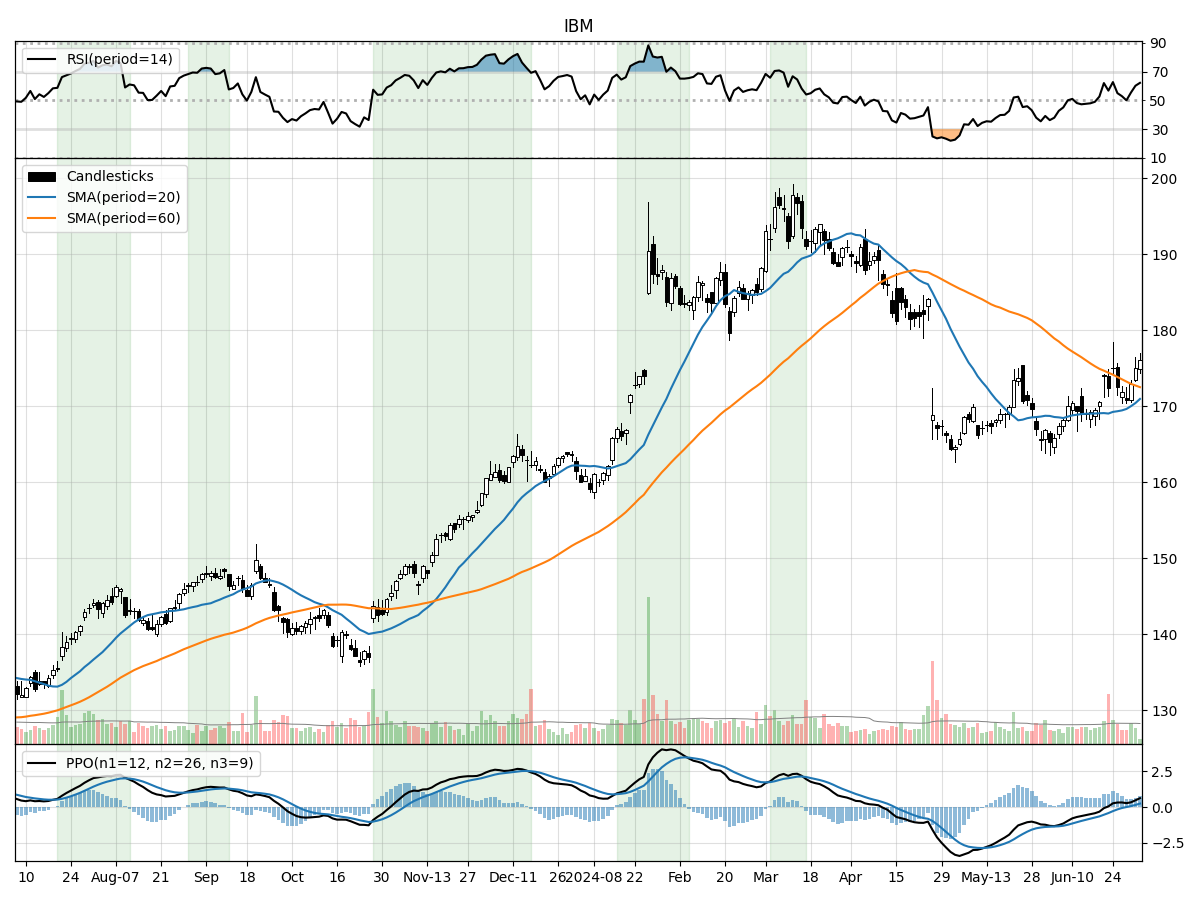 IBM
RSI(period=14)
90
70
50
30
10
Candlesticks
SMA(period=20)
SMA(period=60)
200
190
180
170
160
150
140
130
PPO(n1=12, n2=26, n3=9)
2.5
0.0
−2.5
10 24 Aug-07 21 Sep 18 Oct 16 30 Nov-13 27 Dec-11 26 2024-08 22 Feb 20 Mar 18 Apr 15 29 May-13 28 Jun-10 24